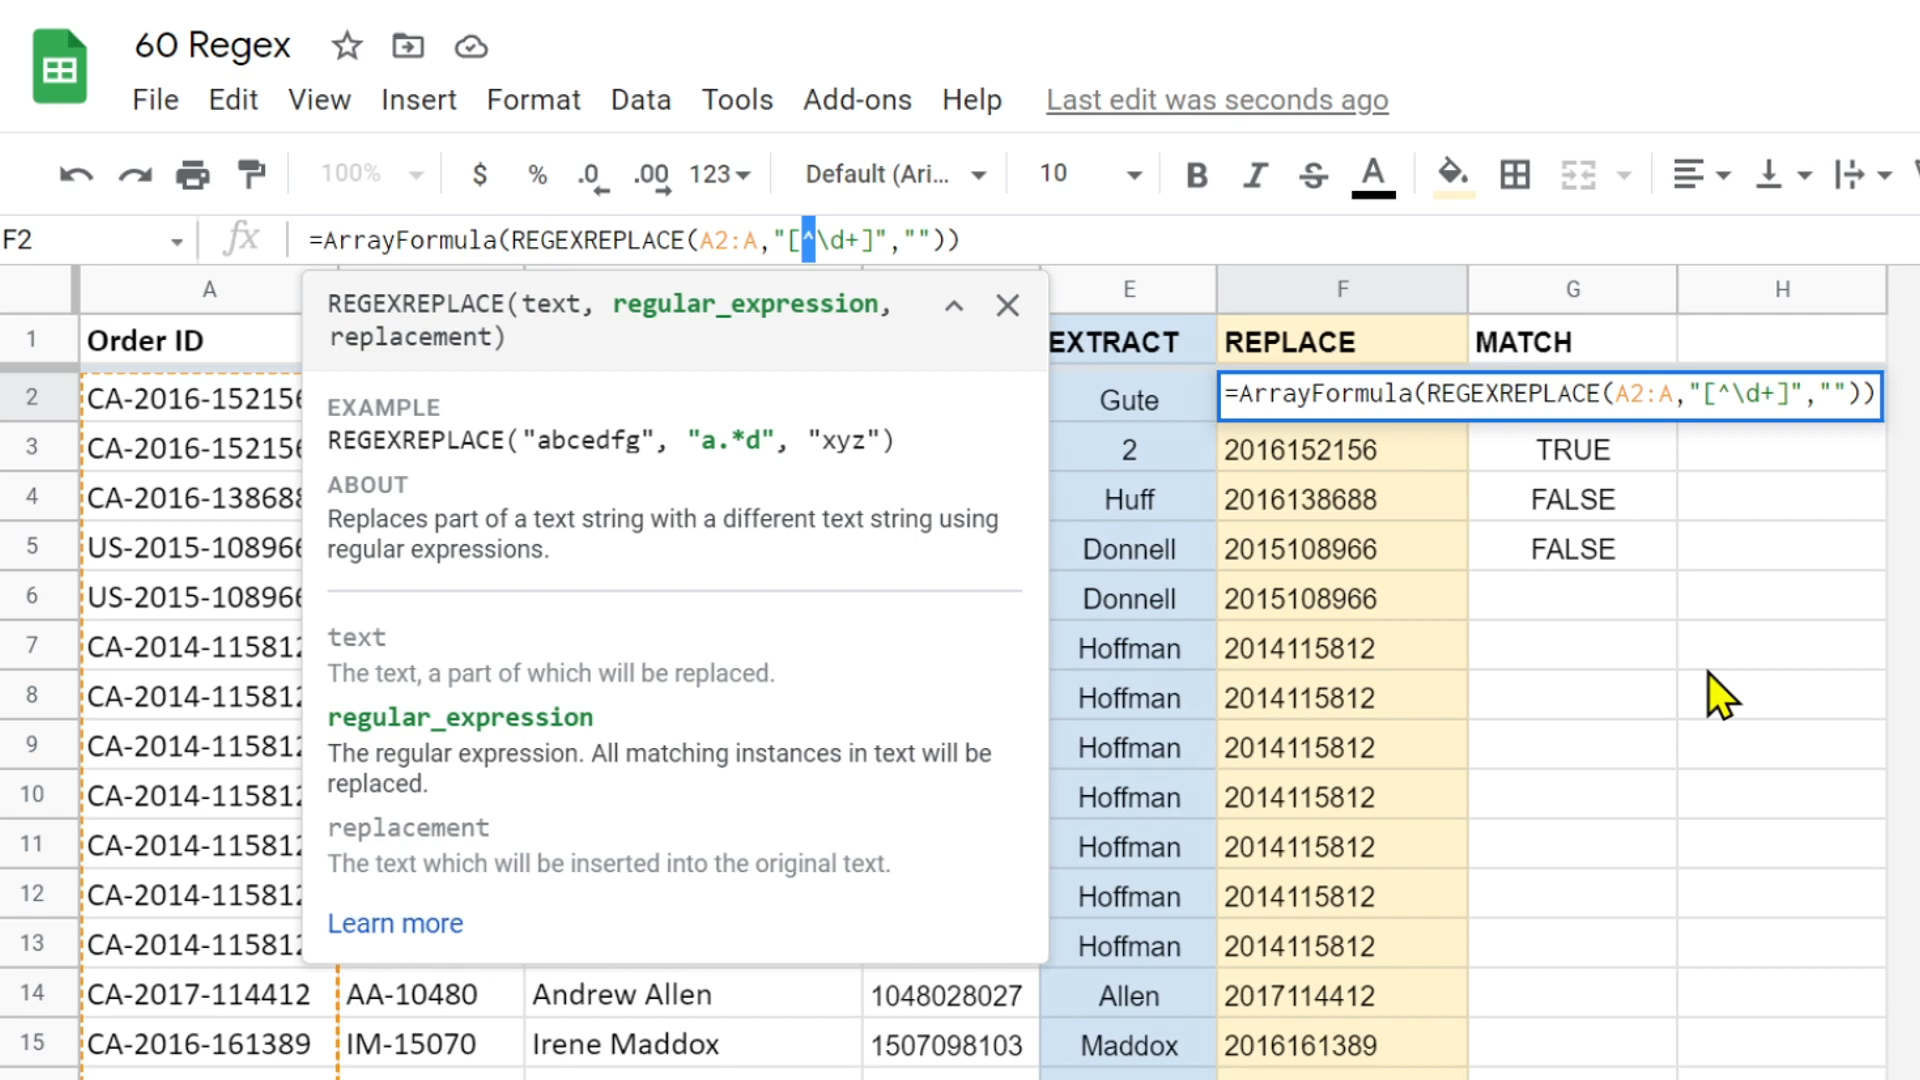 60 Regex
File Edit View Insert Format Data Tools Add-ons Help Last edit was seconds ago
100% $ % .0 .00 123 Default (Ari... 10 B I S A
F2 fx =ArrayFormula(REGEXREPLACE(A2:A,"[^\d+]",""))
A E F G H
REGEXREPLACE(text, regular_expression,
replacement)
EXAMPLE
REGEXREPLACE("abcedfg", "a.*d", "xyz")
ABOUT
Replaces part of a text string with a different text string using
regular expressions.
text
The text, a part of which will be replaced.
regular_expression
The regular expression. All matching instances in text will be
replaced.
replacement
The text which will be inserted into the original text.
Learn more
1 Order ID EXTRACT REPLACE MATCH
2 CA-2016-152156 Gute =ArrayFormula(REGEXREPLACE(A2:A,"[^\d+]",""))
3 CA-2016-152156 2 2016152156 TRUE
4 CA-2016-138688 Huff 2016138688 FALSE
5 US-2015-108966 Donnell 2015108966 FALSE
6 US-2015-108966 Donnell 2015108966
7 CA-2014-115812 Hoffman 2014115812
8 CA-2014-115812 Hoffman 2014115812
9 CA-2014-115812 Hoffman 2014115812
10 CA-2014-115812 Hoffman 2014115812
11 CA-2014-115812 Hoffman 2014115812
12 CA-2014-115812 Hoffman 2014115812
13 CA-2014-115812 Hoffman 2014115812
14 CA-2017-114412 AA-10480 Andrew Allen 1048028027 Allen 2017114412
15 CA-2016-161389 IM-15070 Irene Maddox 1507098103 Maddox 2016161389